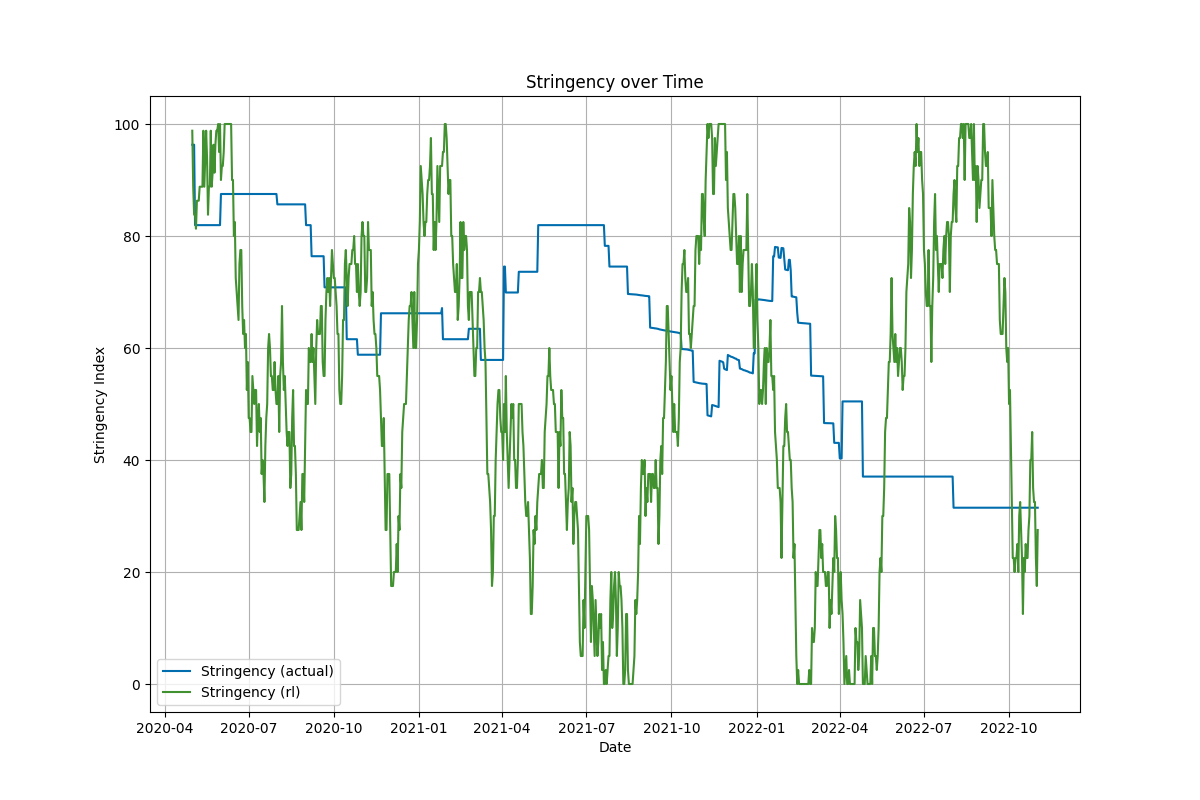 Stringency over Time
Stringency Index
100
80
60
40
20
0
Stringency (actual)
Stringency (rl)
2020-04 2020-07 2020-10 2021-01 2021-04 2021-07 2021-10 2022-01 2022-04 2022-07 2022-10
Date